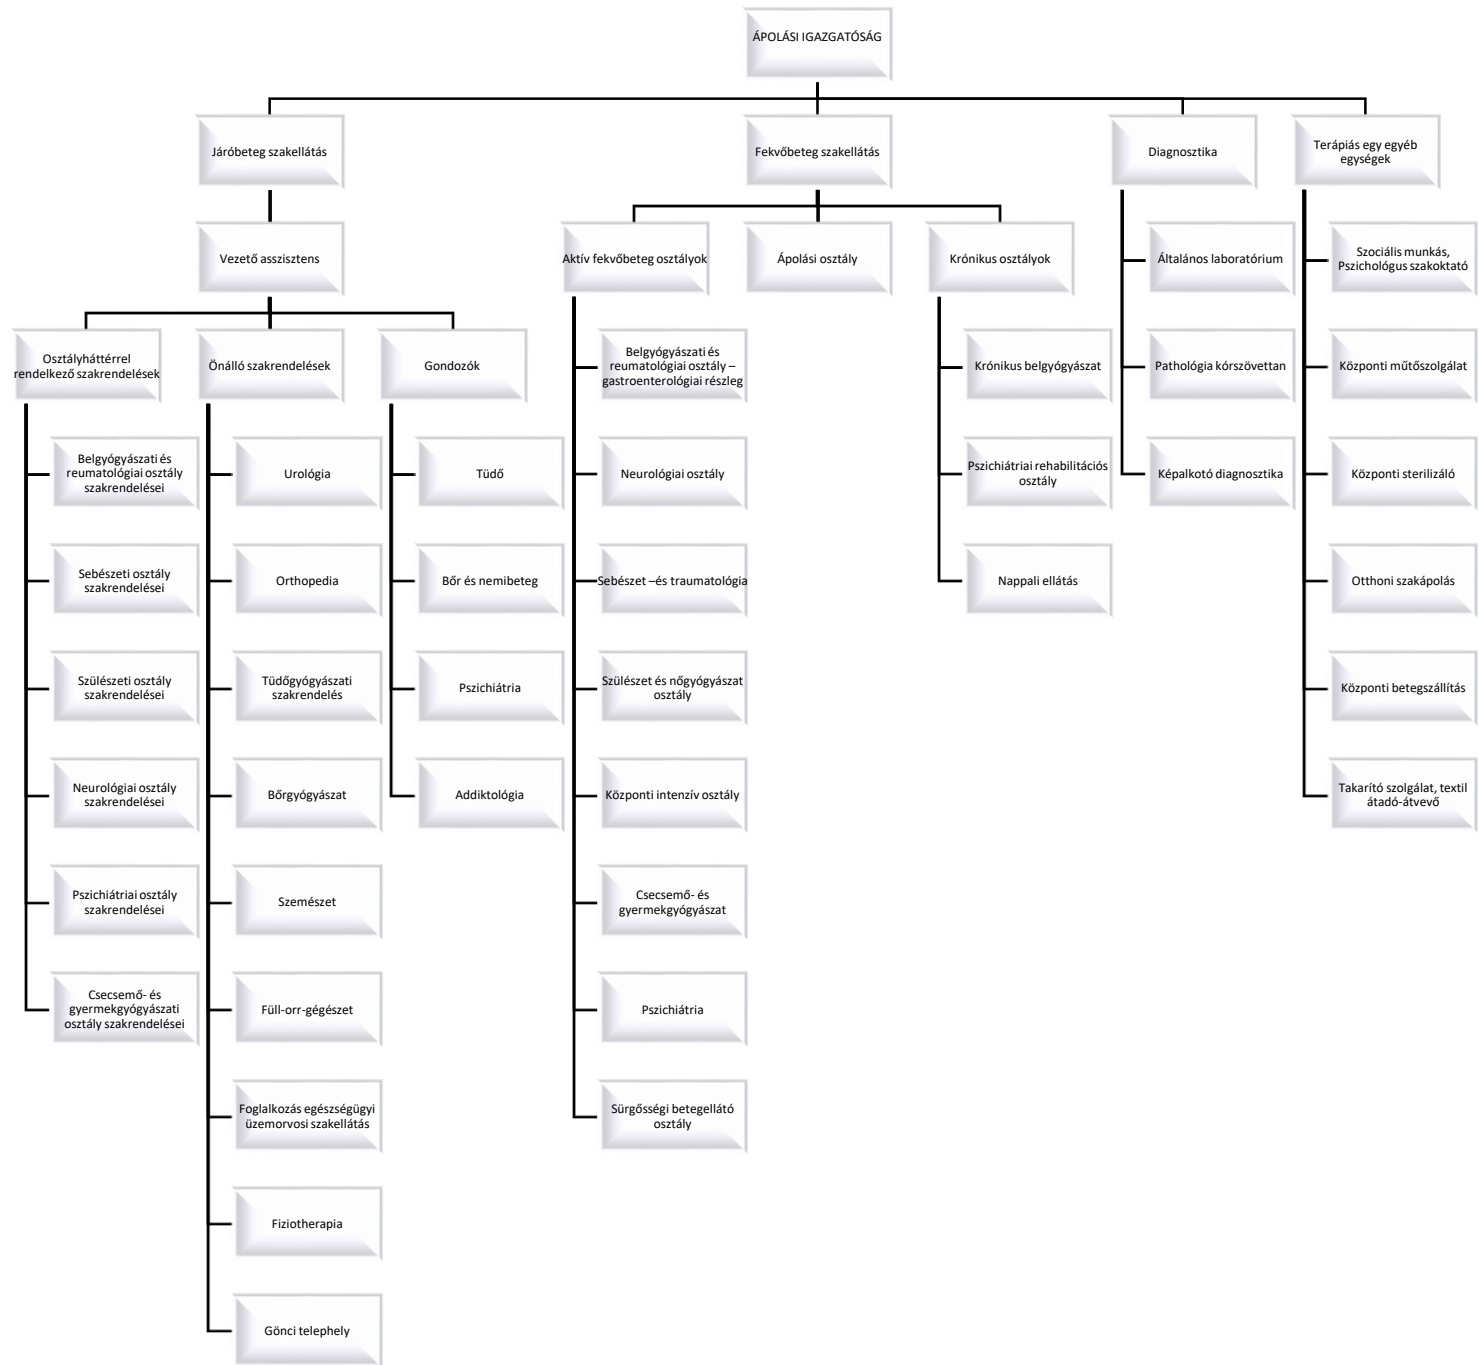 ÁPOLÁSI IGAZGATÓSÁG
Járóbeteg szakellátás
Fekvőbeteg szakellátás
Diagnosztika
Terápiás egy egyéb
egységek
Vezető asszisztens
Aktív fekvőbeteg osztályok
Ápolási osztály
Krónikus osztályok
Általános laboratórium
Szociális munkás,
Pszichológus szakoktató
Osztályháttérrel
rendelkező szakrendelések
Önálló szakrendelések
Gondozók
Belgyógyászati és
reumatológiai osztály –
gastroenterológiai részleg
Krónikus belgyógyászat
Pathológia kórszövettan
Központi műtőszolgálat
Belgyógyászati és
reumatológiai osztály
szakrendelései
Urológia
Tüdő
Neurológiai osztály
Pszichiátriai rehabilitációs
osztály
Képalkotó diagnosztika
Központi sterilizáló
Sebészeti osztály
szakrendelései
Orthopedia
Bőr és nemibeteg
Sebészet –és traumatológia
Nappali ellátás
Otthoni szakápolás
Szülészeti osztály
szakrendelései
Tüdőgyógyászati
szakrendelés
Pszichiátria
Szülészet és nőgyógyászat
osztály
Központi betegszállítás
Neurológiai osztály
szakrendelései
Bőrgyógyászat
Addiktológia
Központi intenzív osztály
Takarító szolgálat, textil
átadó-átvevő
Pszichiátriai osztály
szakrendelései
Szemészet
Csecsemő- és
gyermekgyógyászat
Csecsemő- és
gyermekgyógyászati
osztály szakrendelései
Füll-orr-gégészet
Pszichiátria
Foglalkozás egészségügyi
üzemorvosi szakellátás
Sürgősségi betegellátó
osztály
Fiziotherapia
Gönci telephely